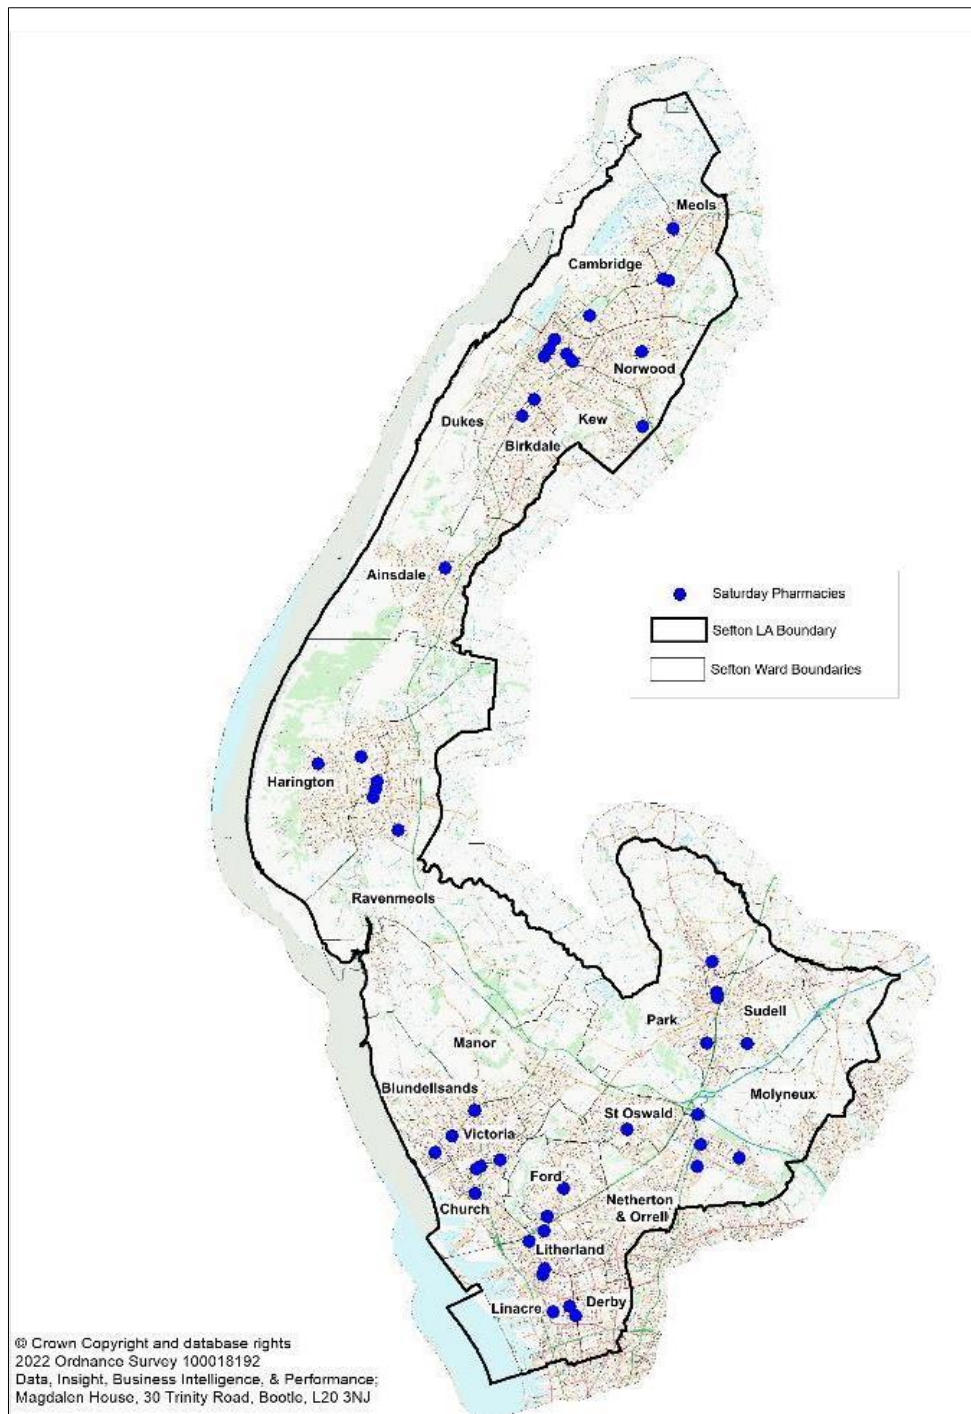 Meols
Cambridge
Norwood
Dukes
Kew
Birkdale
Ainsdale
Saturday Pharmacies
Sefton LA Boundary
Sefton Ward Boundaries
Harington
Ravenmeols
Park
Sudell
Manor
Blundellsands
Molyneux
St Oswald
Victoria
Ford
Netherton
& Orrell
Church
Litherland
Linacre
Derby
© Crown Copyright and database rights
2022 Ordnance Survey 100018192
Data, Insight, Business Intelligence, & Performance;
Magdalen House, 30 Trinity Road, Bootle, L20 3NJ